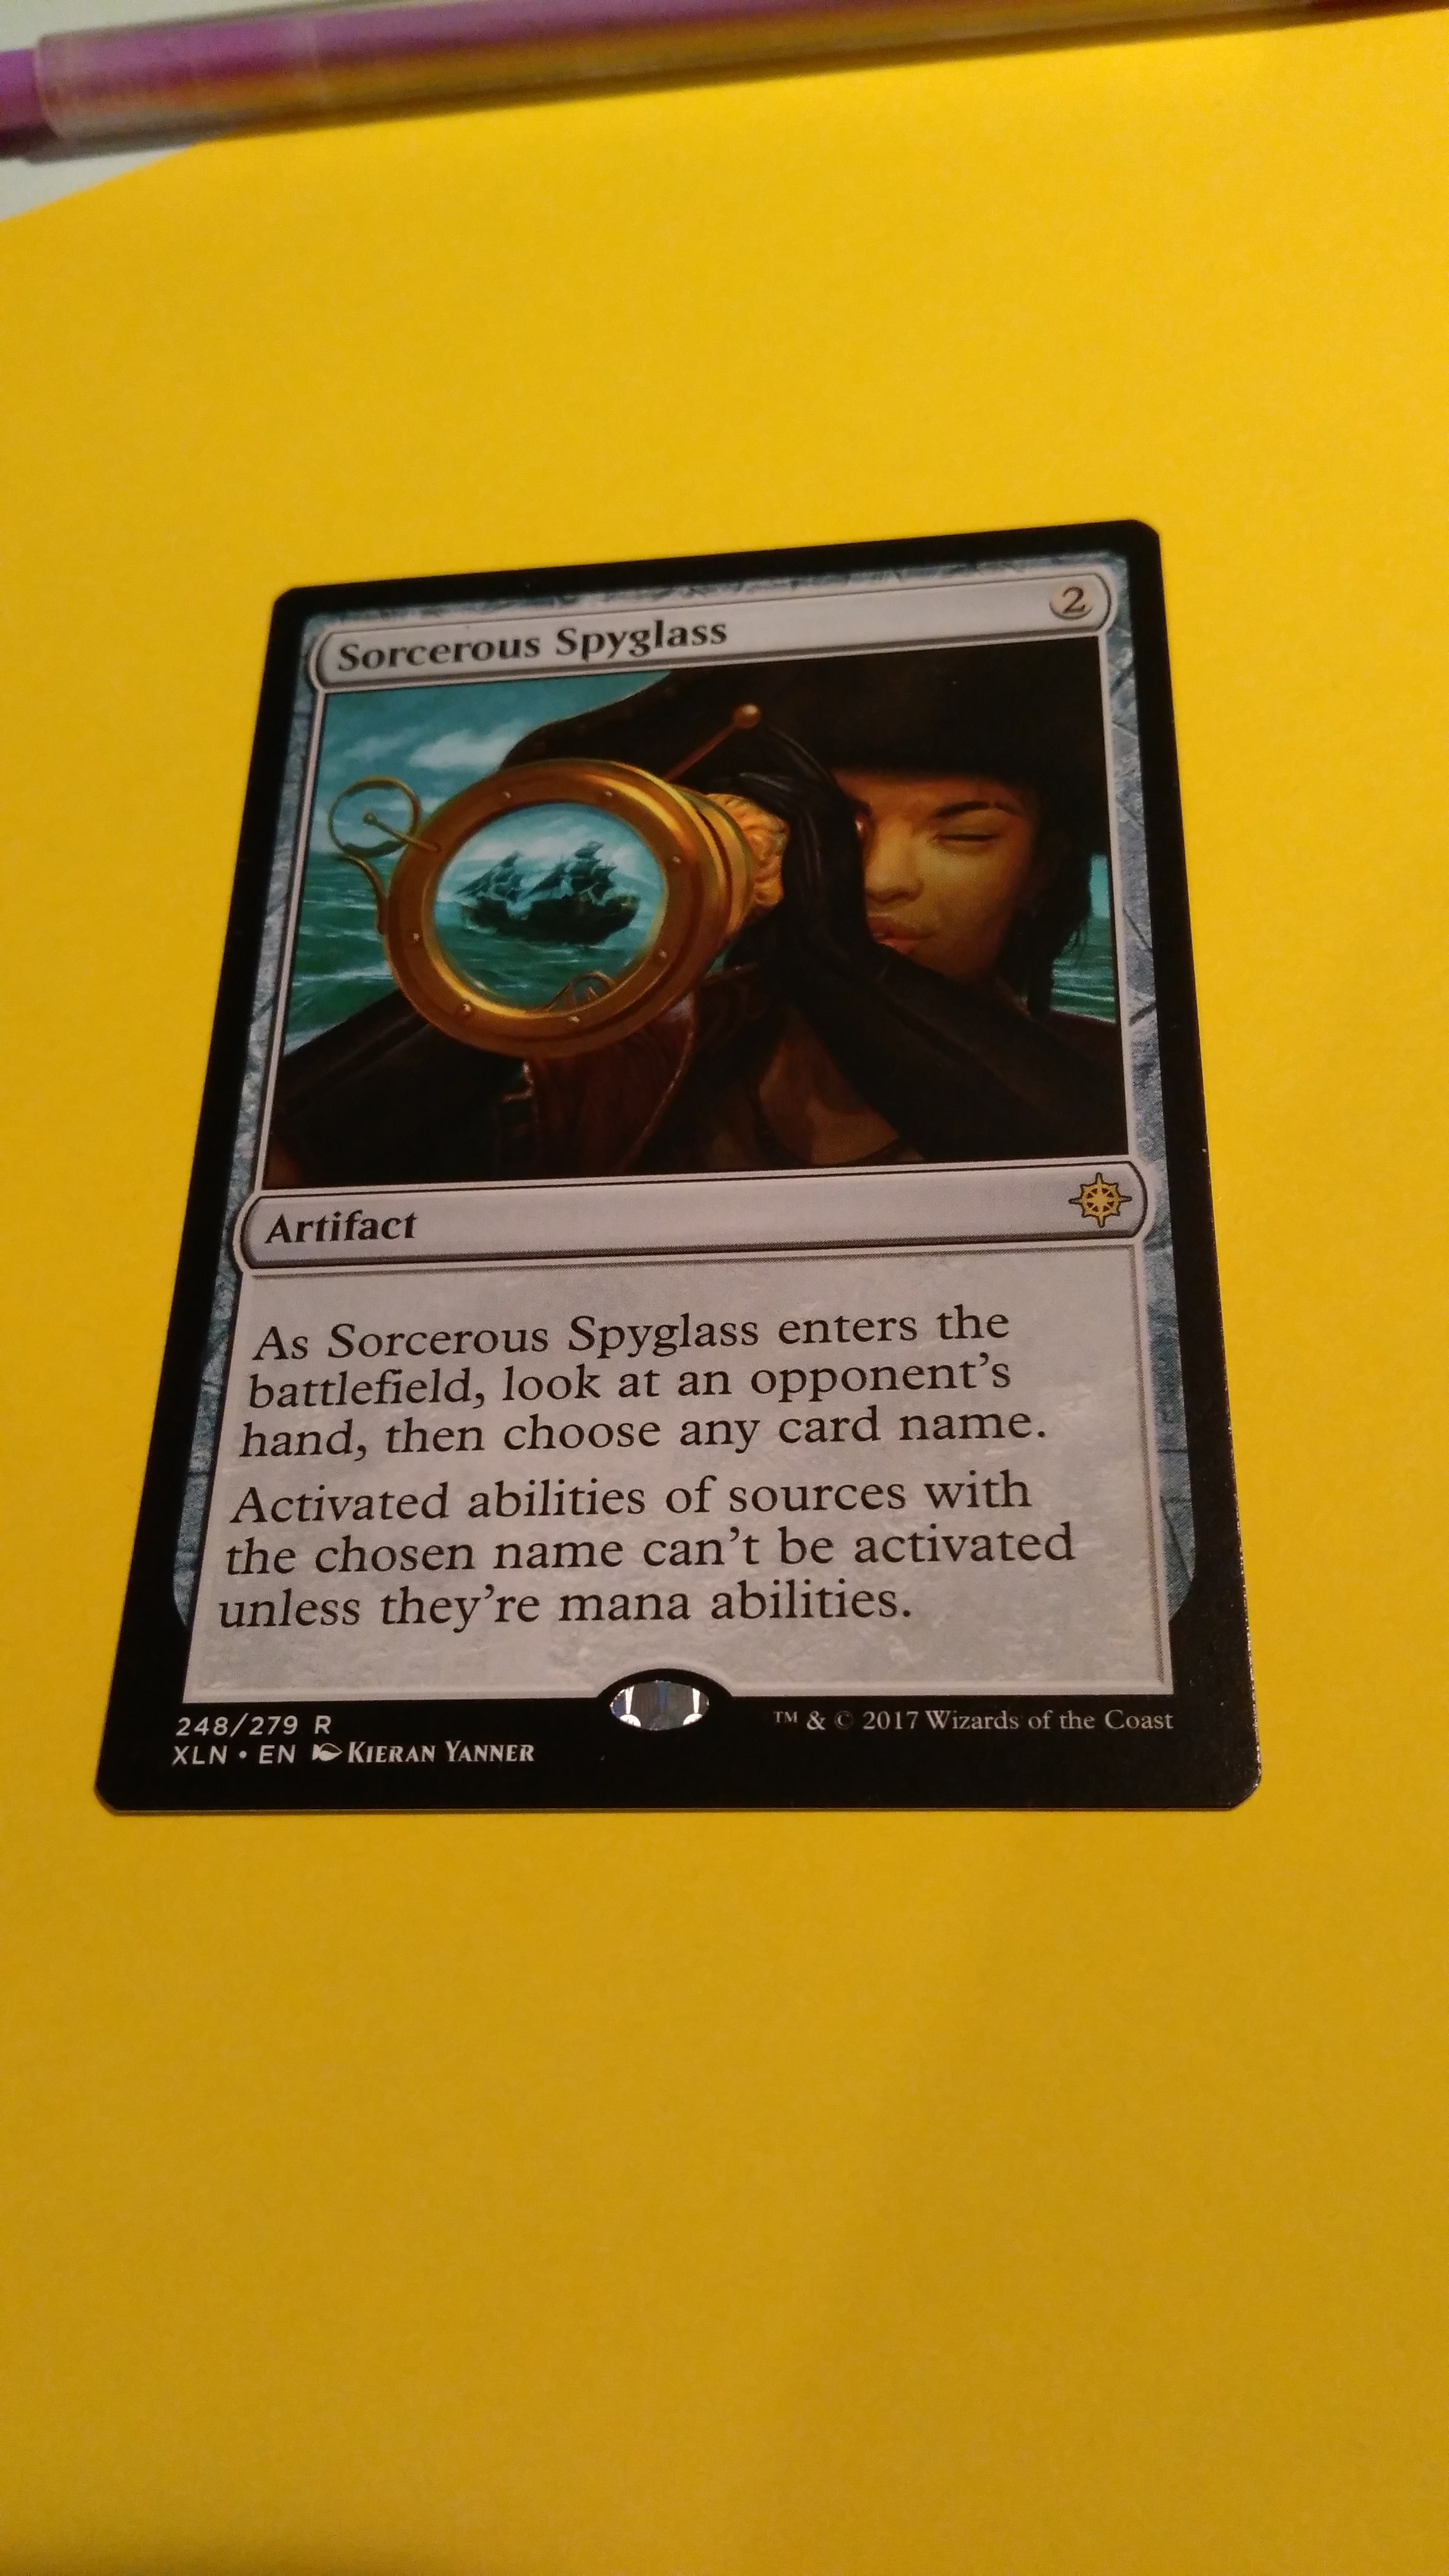 Sorcerous Spyglass 2
Artifact
As Sorcerous Spyglass enters the
battlefield, look at an opponent's
hand, then choose any card name.
Activated abilities of sources with
the chosen name can't be activated
unless they're mana abilities.
248/279 R
XLN • EN KIERAN YANNER
™ & © 2017 Wizards of the Coast